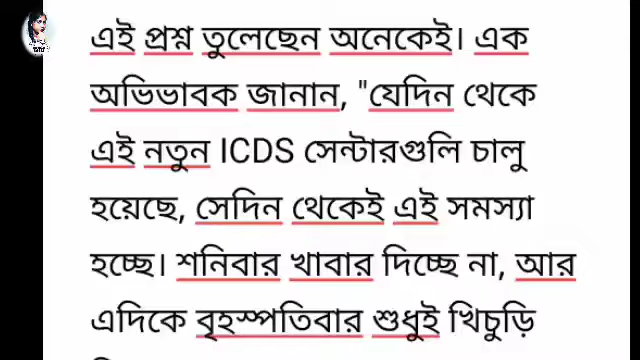 এই প্রশ্ন তুলেছেন অনেকেই। এক
অভিভাবক জানান, "যেদিন থেকে
এই নতুন ICDS সেন্টারগুলি চালু
হয়েছে, সেদিন থেকেই এই সমস্যা
হচ্ছে। শনিবার খাবার দিচ্ছে না, আর
এদিকে বৃহস্পতিবার শুধুই খিচুড়ি